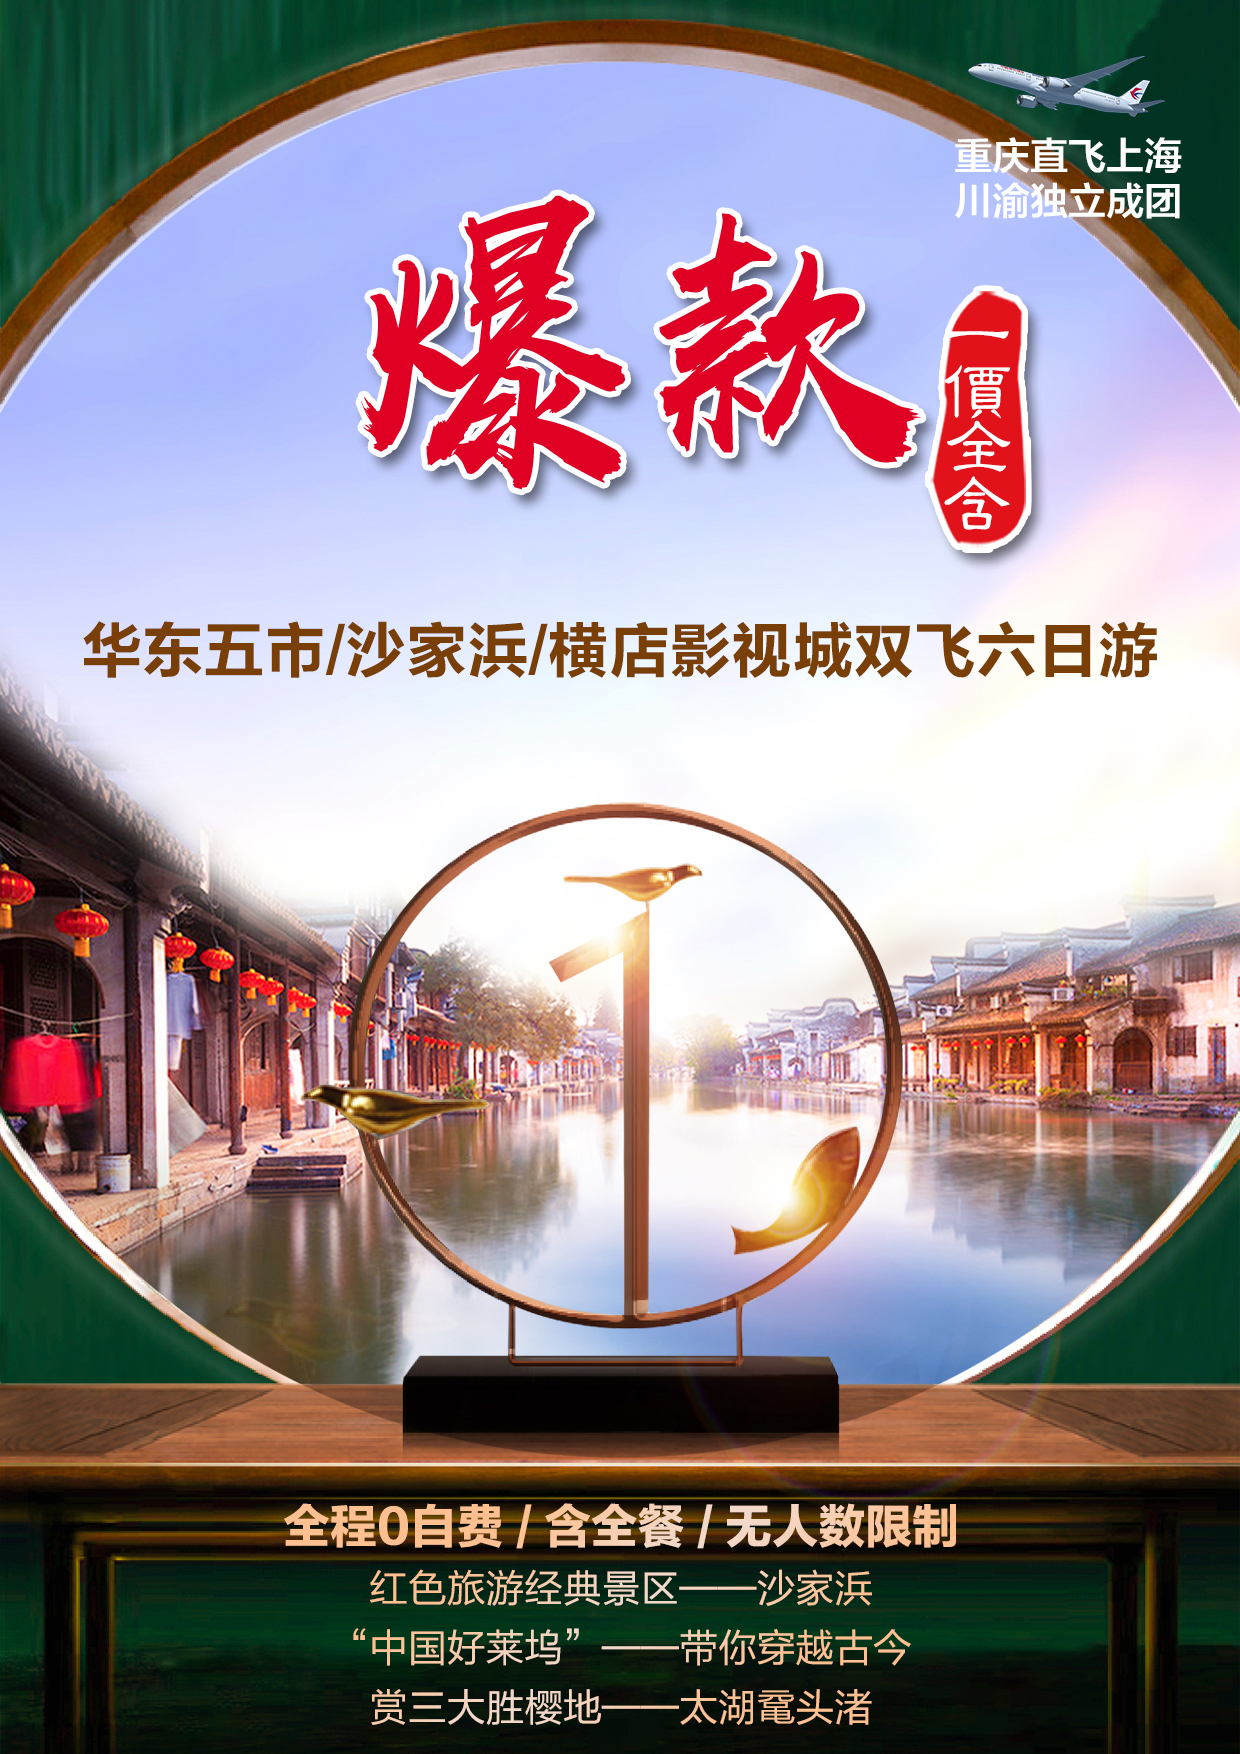 重庆直飞上海
川渝独立成团
爆款
一價全含
华东五市/沙家浜/横店影视城双飞六日游
全程0自费 / 含全餐 / 无人数限制
红色旅游经典景区——沙家浜
“中国好莱坞”——带你穿越古今
赏三大胜樱地——太湖鼋头渚